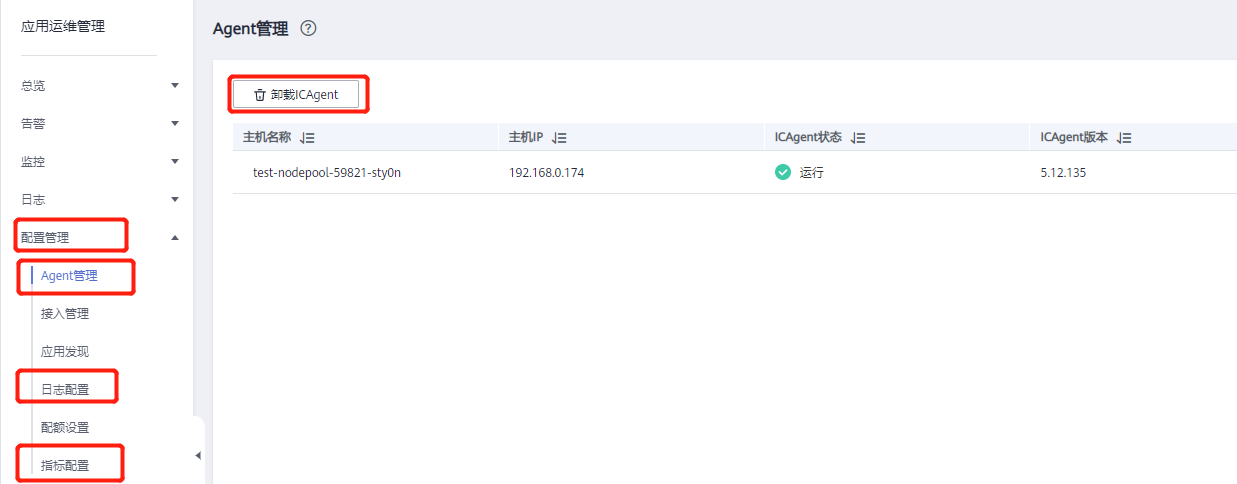 应用运维管理
总览
告警
监控
日志
配置管理
Agent管理
接入管理
应用发现
日志配置
配额设置
指标配置
Agent管理 ?
卸载ICAgent
主机名称 主机IP ICAgent状态 ICAgent版本
test-nodepool-59821-sty0n 192.168.0.174 运行 5.12.135